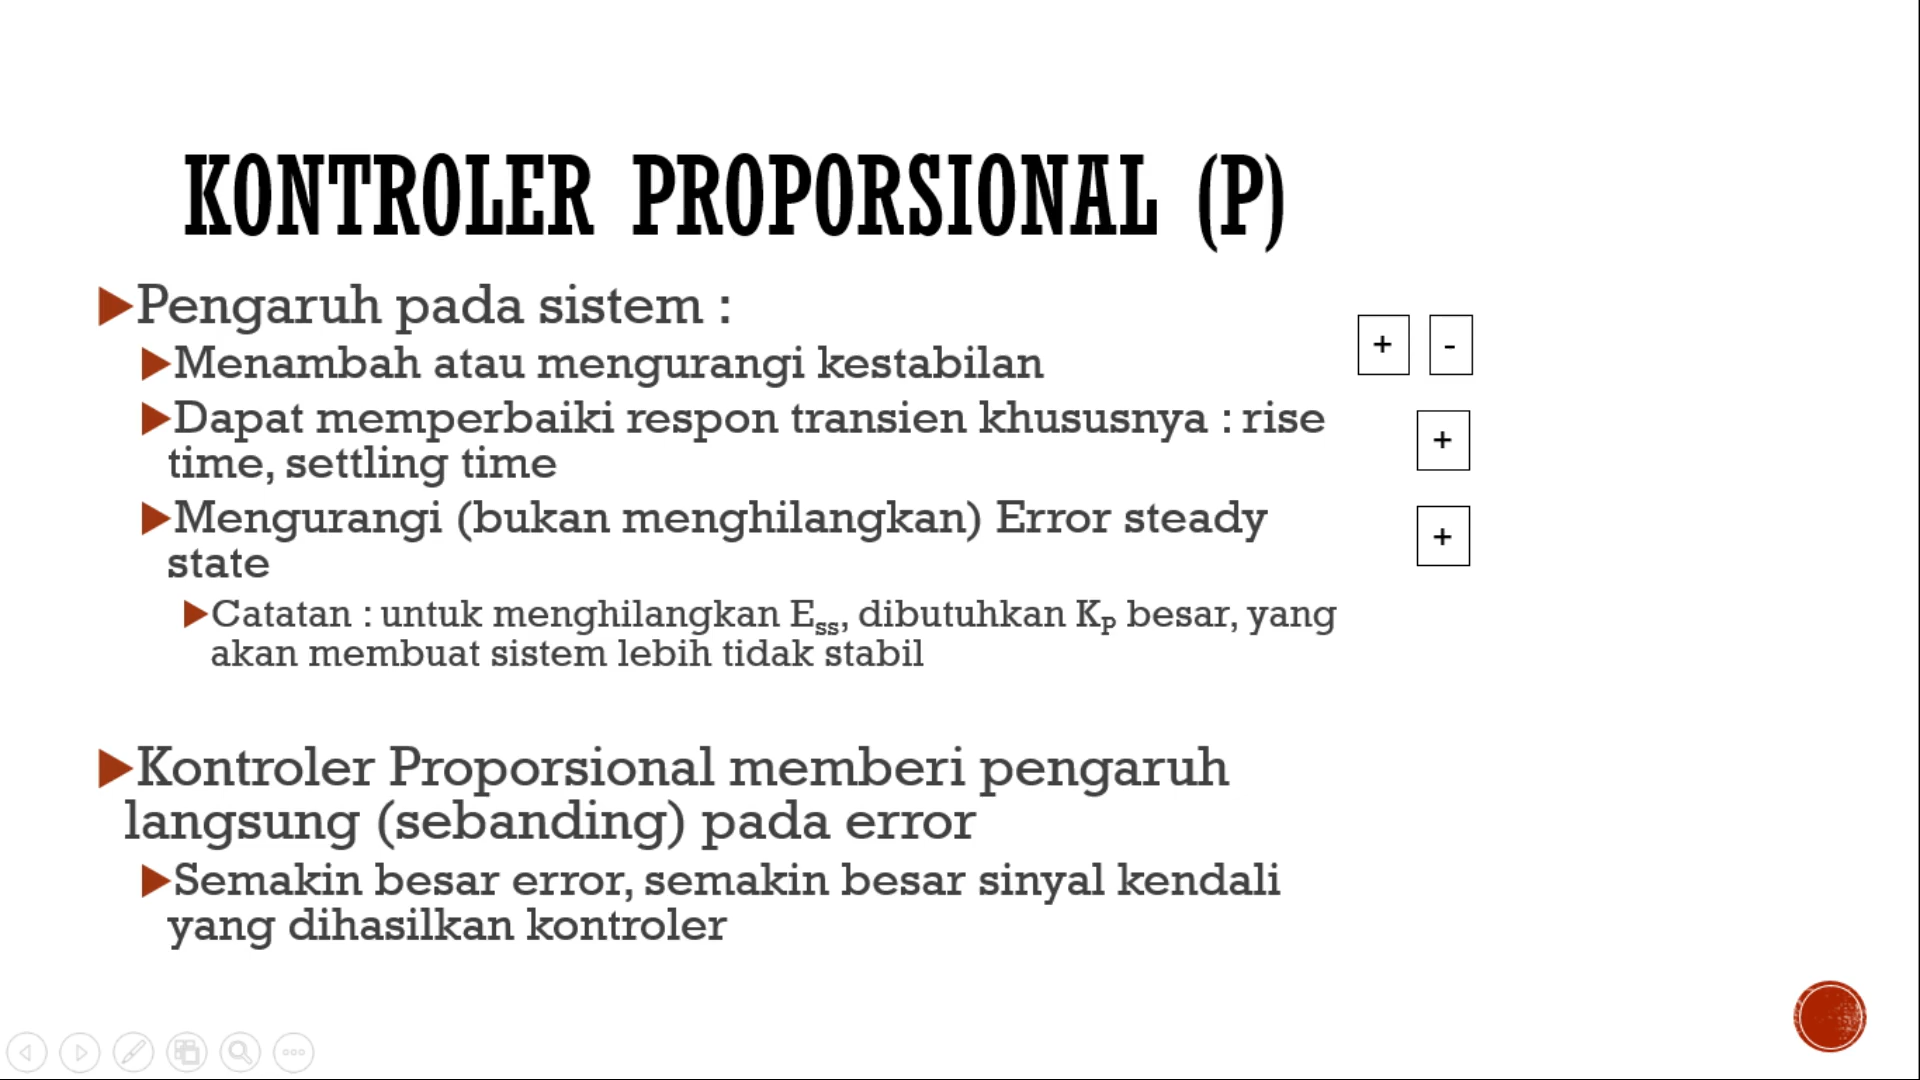 KONTROLER PROPORSIONAL (P)
Pengaruh pada sistem :
Menambah atau mengurangi kestabilan
+ -
Dapat memperbaiki respon transien khususnya : rise
time, settling time
+
Mengurangi (bukan menghilangkan) Error steady
state
+
Catatan : untuk menghilangkan Ess, dibutuhkan KP besar, yang
akan membuat sistem lebih tidak stabil
Kontroler Proporsional memberi pengaruh
langsung (sebanding) pada error
Semakin besar error, semakin besar sinyal kendali
yang dihasilkan kontroler